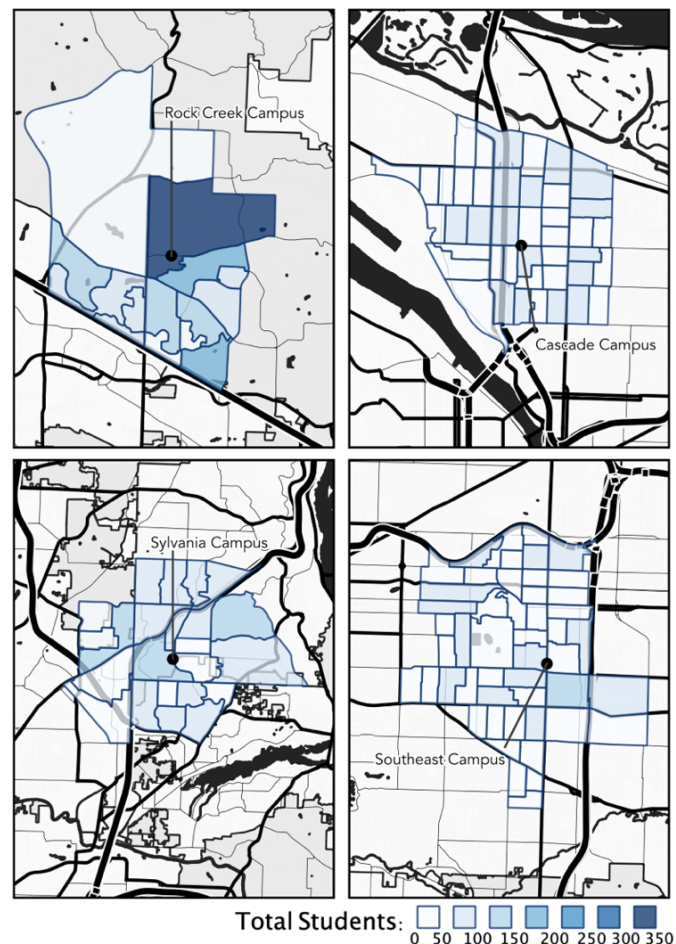 Rock Creek Campus
Cascade Campus
Sylvania Campus
Southeast Campus
Total Students:
0 50 100 150 200 250 300 350